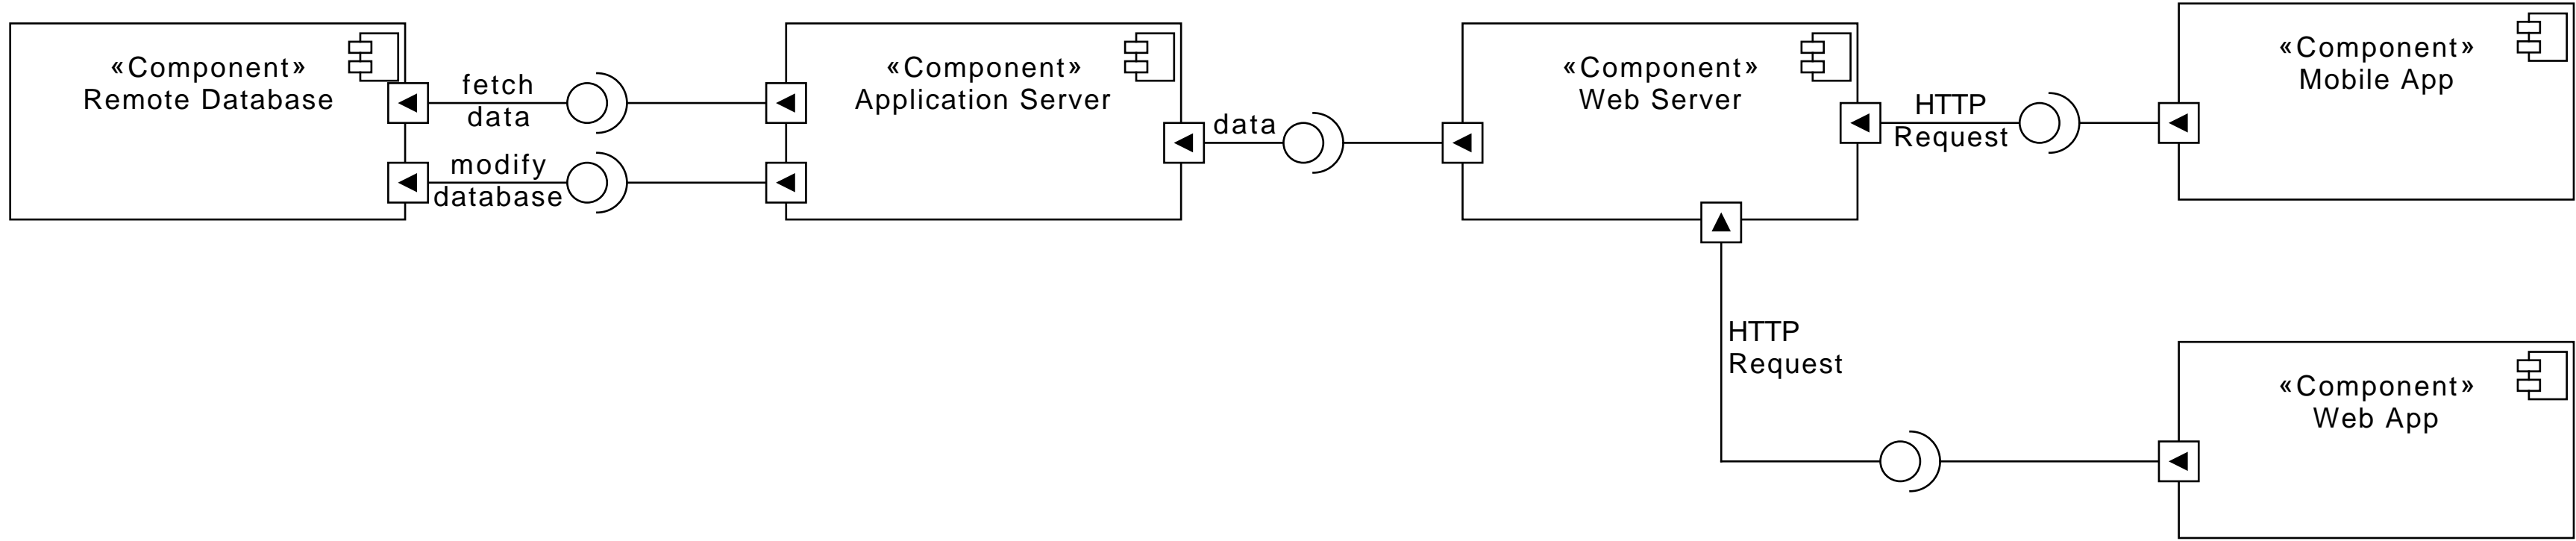 «Component»
Remote Database
fetch
data
modify
database
«Component»
Application Server
data
«Component»
Web Server
HTTP
Request
«Component»
Mobile App
HTTP
Request
«Component»
Web App